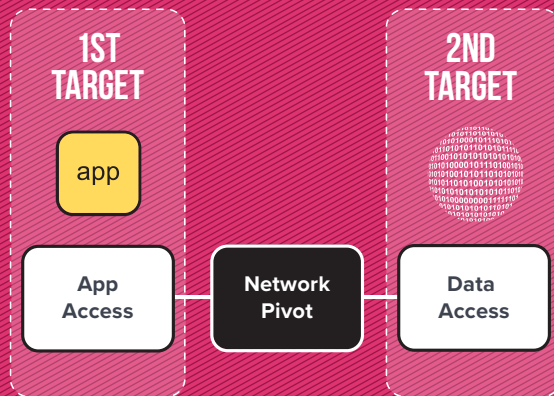 1ST
TARGET
2ND
TARGET
app
App
Access
Network
Pivot
Data
Access